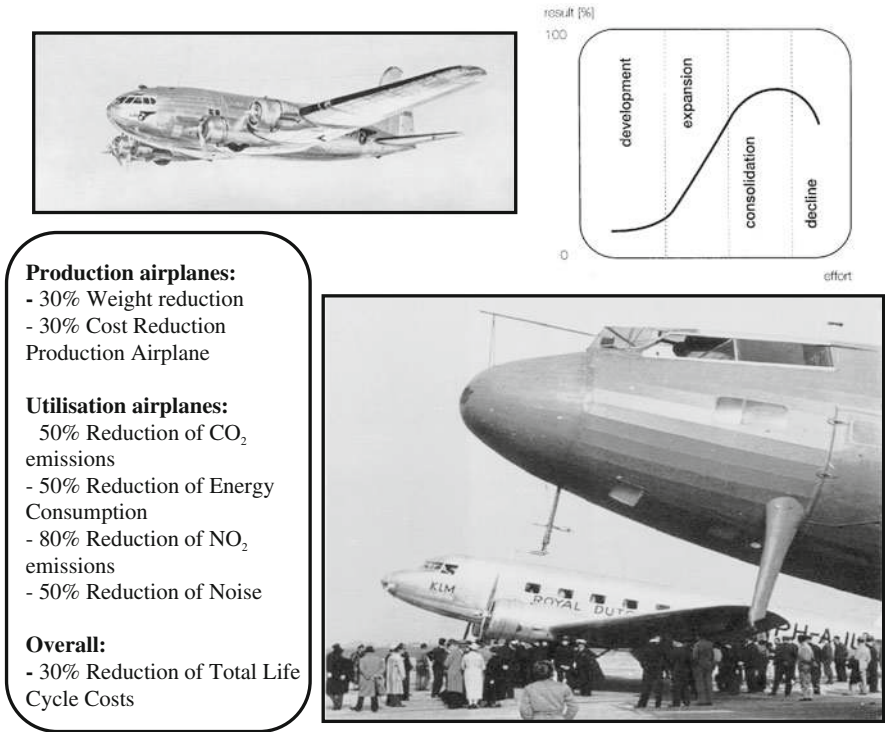 result [%]
100
development
expansion
consolidation
decline
0
effort
Production airplanes:
- 30% Weight reduction
- 30% Cost Reduction
Production Airplane
Utilisation airplanes:
50% Reduction of CO₂
emissions
- 50% Reduction of Energy
Consumption
- 80% Reduction of NO₂
emissions
- 50% Reduction of Noise
Overall:
- 30% Reduction of Total Life
Cycle Costs
KLM
ROYAL DUTC